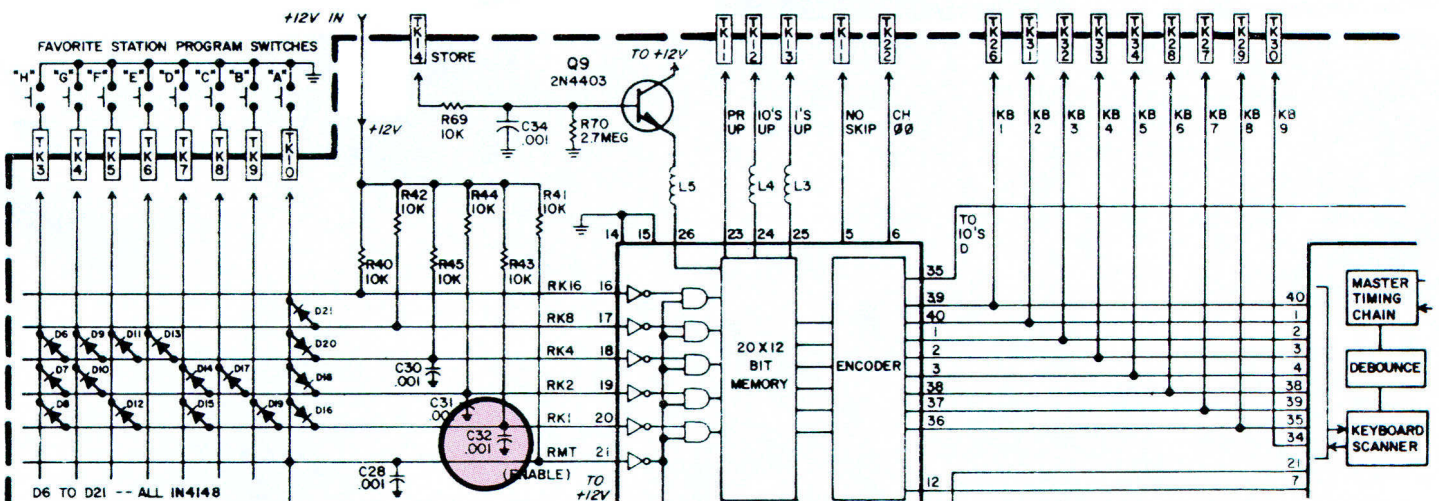 +12V IN
FAVORITE STATION PROGRAM SWITCHES
"H" "G" "F" "E" "D" "C" "B" "A"
TK3 TK4 TK5 TK6 TK7 TK8 TK9 TK10
TK14 STORE
+12V
R69 10K
C34 .001
R70 2.7MEG
Q9 2N4403
TO +12V
TK11 TK12 TK13 TK1 TK22
PR UP
10'S UP
1'S UP
NO SKIP
CH ØØ
TK26 TK31 TK32 TK33 TK34 TK28 TK27 TK29 TK30
KB 1
KB 2
KB 3
KB 4
KB 5
KB 6
KB 7
KB 8
KB 9
L5 L4 L3
R42 10K
R44 10K
R41 10K
R40 10K
R45 10K
R43 10K
14 15 26 23 24 25 5 6
TO 10'S D
RK16 16
RK8 17
RK4 18
RK2 19
RK1 20
RMT 21
(ENABLE)
TO +12V
D21
D6 D9 D11 D13 D20
D7 D10 D14 D17 D18
D8 D12 D15 D19 D16
C30 .001
C31 .001
C32 .001
C28 .001
D6 TO D21 -- ALL IN4148
20 X 12 BIT MEMORY
ENCODER
35
39
40
1
2
3
38
37
36
12
40
1
2
3
4
38
39
35
34
21
7
MASTER TIMING CHAIN
DEBOUNCE
KEYBOARD SCANNER